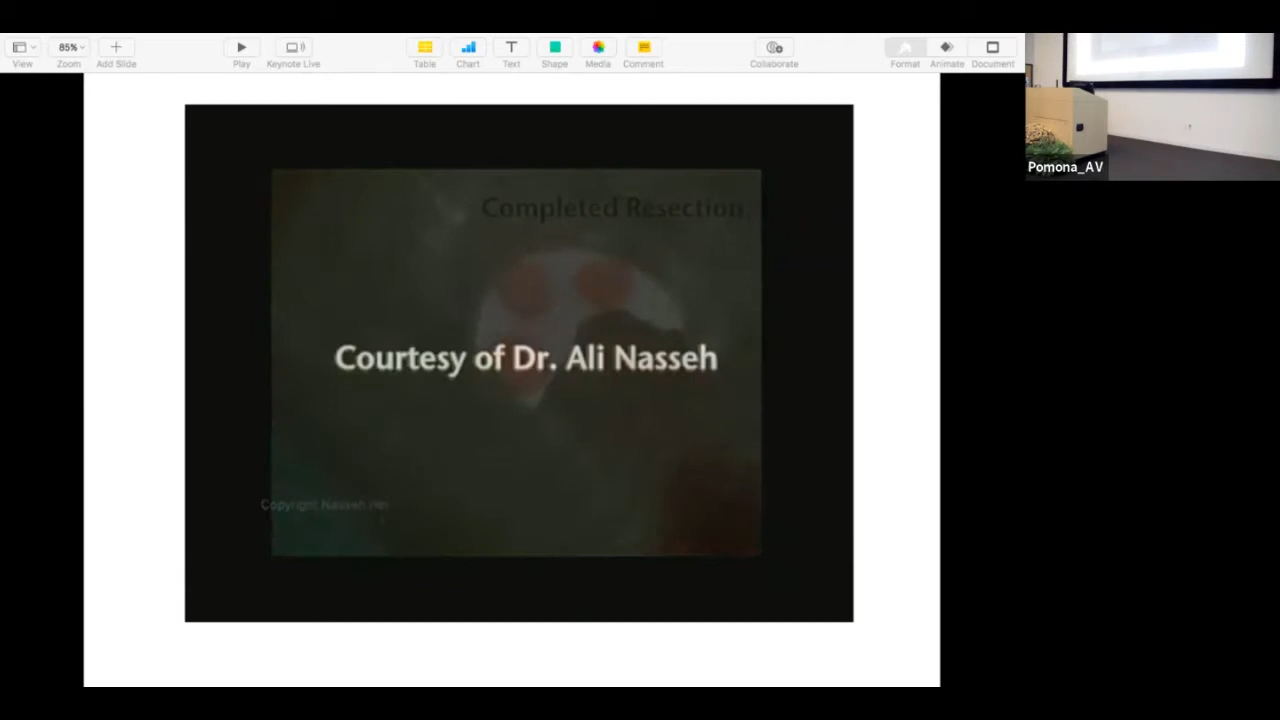 85%
View
Zoom
Add Slide
Play
Keynote Live
Table
Chart
Text
Shape
Media
Comment
Collaborate
Format
Animate
Document
Pomona_AV
Completed Resection
Courtesy of Dr. Ali Nasseh
Copyright Nasseh.net